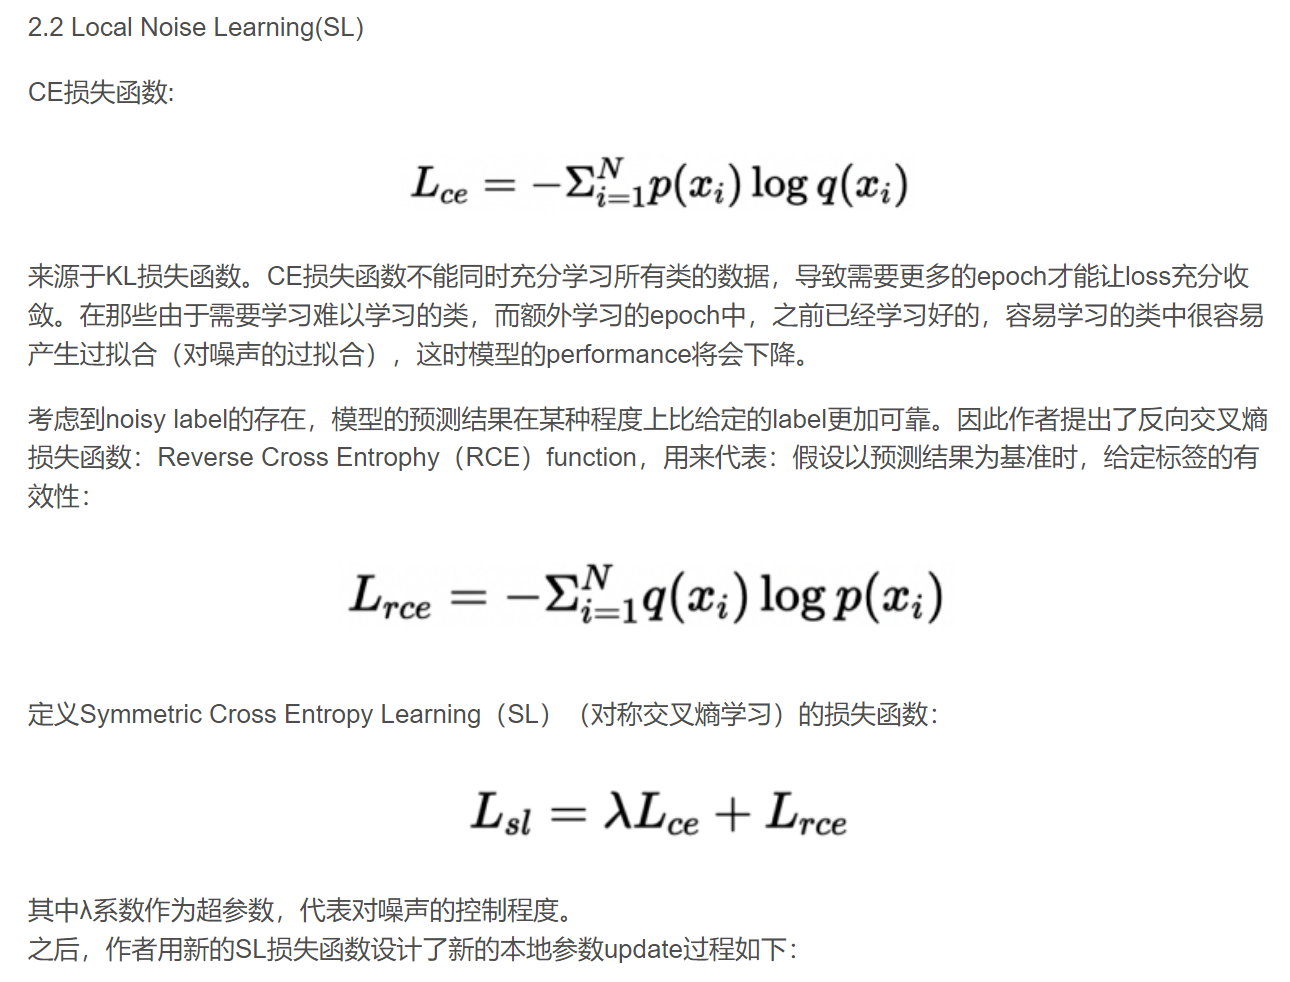 2.2 Local Noise Learning(SL)
CE损失函数:
L_{ce} = -Σ_{i=1}^{N} p(x_i) log q(x_i)
来源于KL损失函数。CE损失函数不能同时充分学习所有类的数据，导致需要更多的epoch才能让loss充分收
敛。在那些由于需要学习难以学习的类，而额外学习的epoch中，之前已经学习好的，容易学习的类中很容易
产生过拟合（对噪声的过拟合），这时模型的performance将会下降。
考虑到noisy label的存在，模型的预测结果在某种程度上比给定的label更加可靠。因此作者提出了反向交叉熵
损失函数：Reverse Cross Entrophy（RCE）function，用来代表：假设以预测结果为基准时，给定标签的有
效性：
L_{rce} = -Σ_{i=1}^{N} q(x_i) log p(x_i)
定义Symmetric Cross Entropy Learning（SL）（对称交叉熵学习）的损失函数：
L_{sl} = λL_{ce} + L_{rce}
其中λ系数作为超参数，代表对噪声的控制程度。
之后，作者用新的SL损失函数设计了新的本地参数update过程如下：